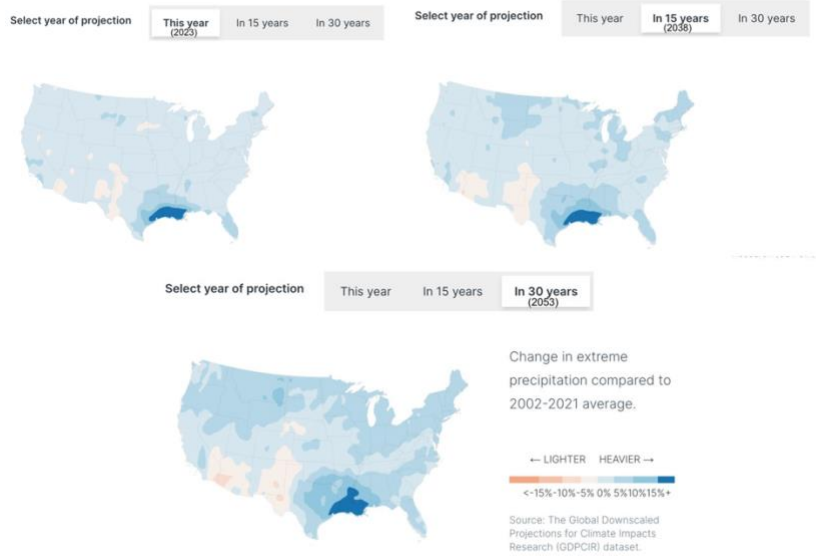 Select year of projection This year In 15 years In 30 years
(2023)
Select year of projection This year In 15 years In 30 years
(2038)
Select year of projection This year In 15 years In 30 years
(2053)
Change in extreme
precipitation compared to
2002-2021 average.
← LIGHTER HEAVIER →
<-15%-10%-5% 0% 5%10%15%+
Source: The Global Downscaled
Projections for Climate Impacts
Research (GDPCIR) dataset.